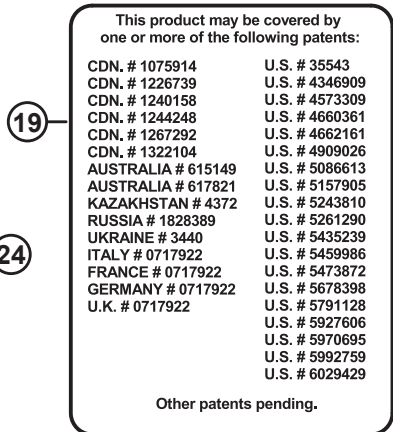 This product may be covered by
one or more of the following patents:
CDN. # 1075914
CDN. # 1226739
CDN. # 1240158
CDN. # 1244248
CDN. # 1267292
CDN. # 1322104
AUSTRALIA # 615149
AUSTRALIA # 617821
KAZAKHSTAN # 4372
RUSSIA # 1828389
UKRAINE # 3440
ITALY # 0717922
FRANCE # 0717922
GERMANY # 0717922
U.K. # 0717922
U.S. # 35543
U.S. # 4346909
U.S. # 4573309
U.S. # 4660361
U.S. # 4662161
U.S. # 4909026
U.S. # 5086613
U.S. # 5157905
U.S. # 5243810
U.S. # 5261290
U.S. # 5435239
U.S. # 5459986
U.S. # 5473872
U.S. # 5678398
U.S. # 5791128
U.S. # 5927606
U.S. # 5970695
U.S. # 5992759
U.S. # 6029429
Other patents pending.
19
24